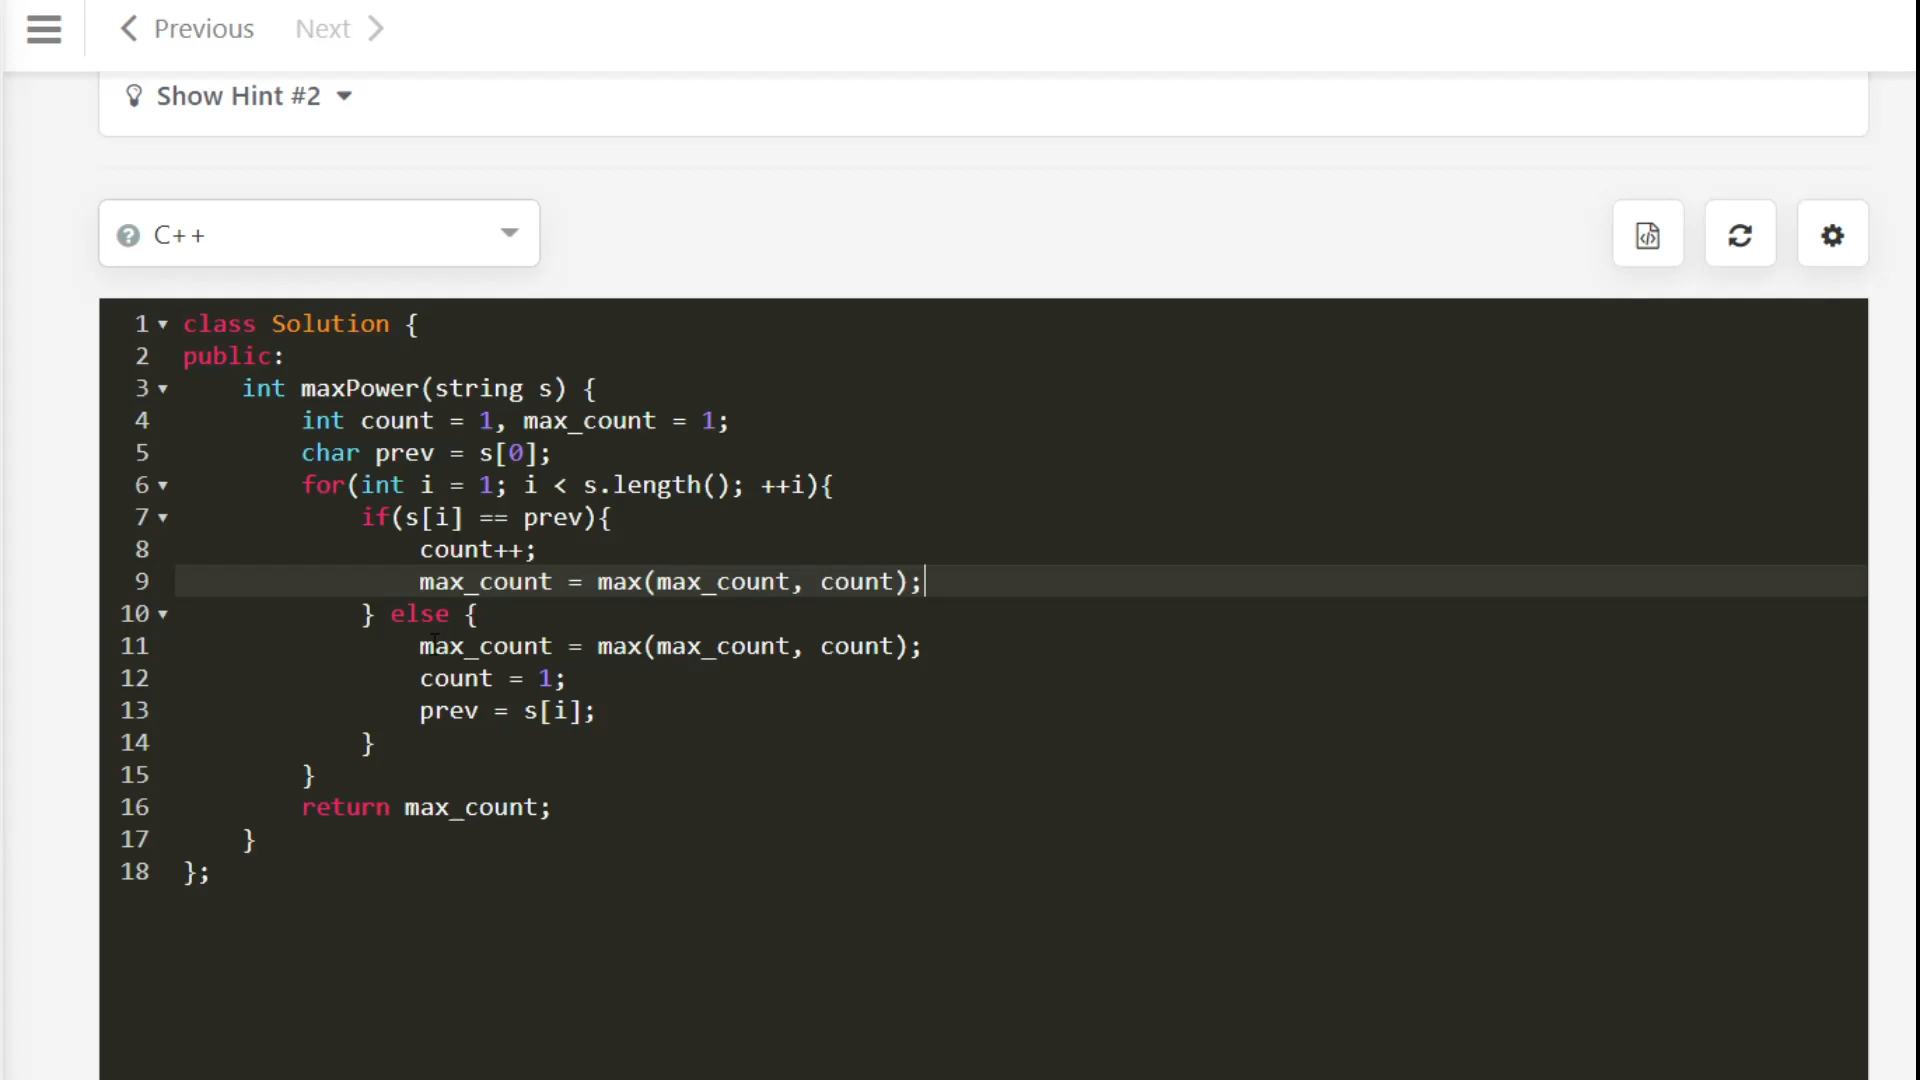 Previous Next
Show Hint #2
C++
1 class Solution {
2 public:
3     int maxPower(string s) {
4         int count = 1, max_count = 1;
5         char prev = s[0];
6         for(int i = 1; i < s.length(); ++i){
7             if(s[i] == prev){
8                 count++;
9                 max_count = max(max_count, count);
10             } else {
11                 max_count = max(max_count, count);
12                 count = 1;
13                 prev = s[i];
14             }
15         }
16         return max_count;
17     }
18 };